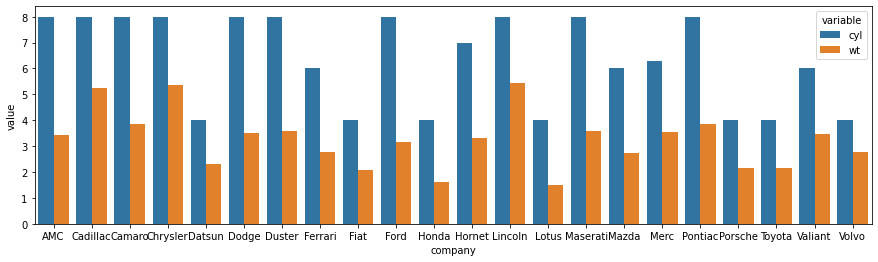 variable
cyl
wt
value
8
7
6
5
4
3
2
1
0
AMC Cadillac Camaro Chrysler Datsun Dodge Duster Ferrari Fiat Ford Honda Hornet Lincoln Lotus Maserati Mazda Merc Pontiac Porsche Toyota Valiant Volvo
company